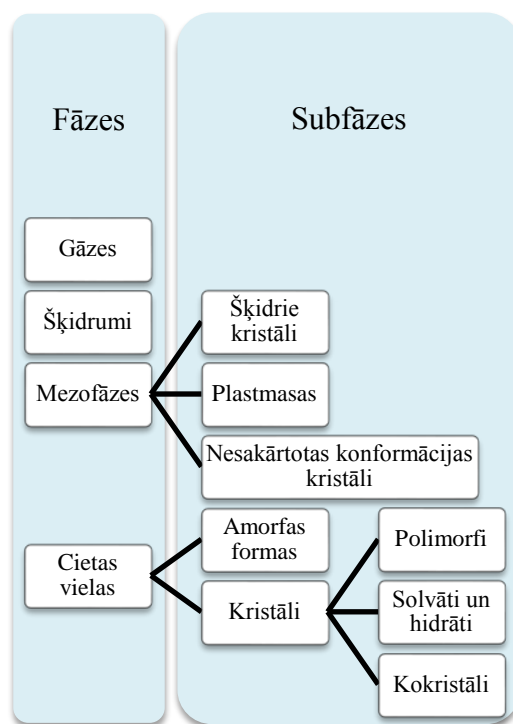 Fāzes
Subfāzes
Gāzes
Šķidrumi
Mezofāzes
Šķidrie
kristāli
Plastmasas
Nesakārtotas konformācijas
kristāli
Cietas
vielas
Amorfas
formas
Kristāli
Polimorfi
Solvāti un
hidrāti
Kokristāli